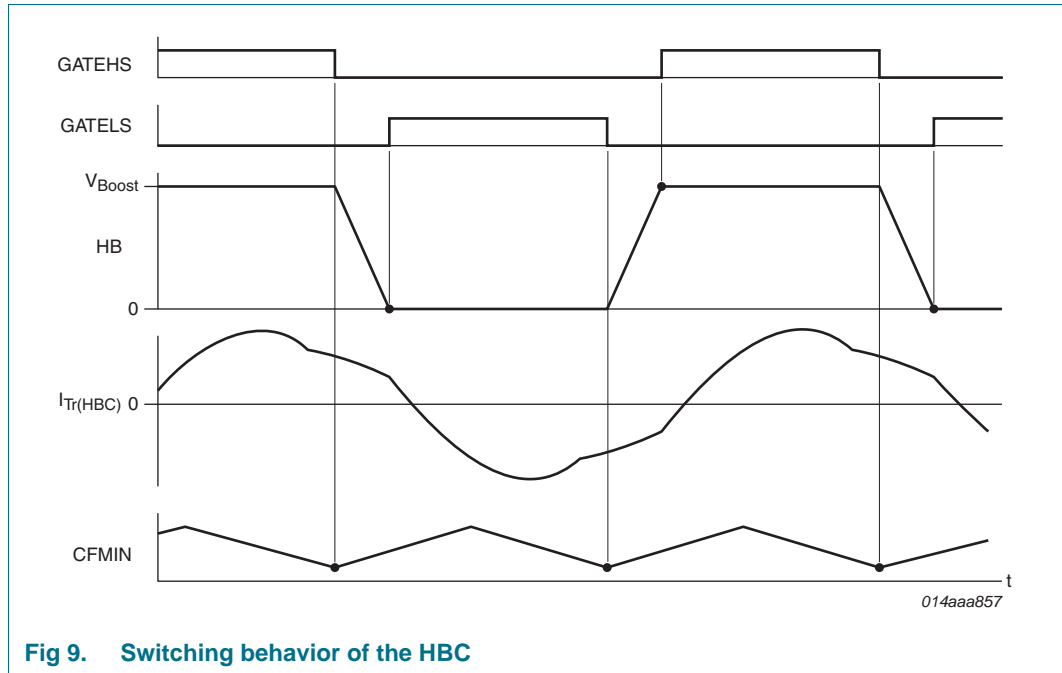 GATEHS
GATELS
VBoost
HB
0
ITr(HBC) 0
CFMIN
t
014aaa857
Fig 9. Switching behavior of the HBC